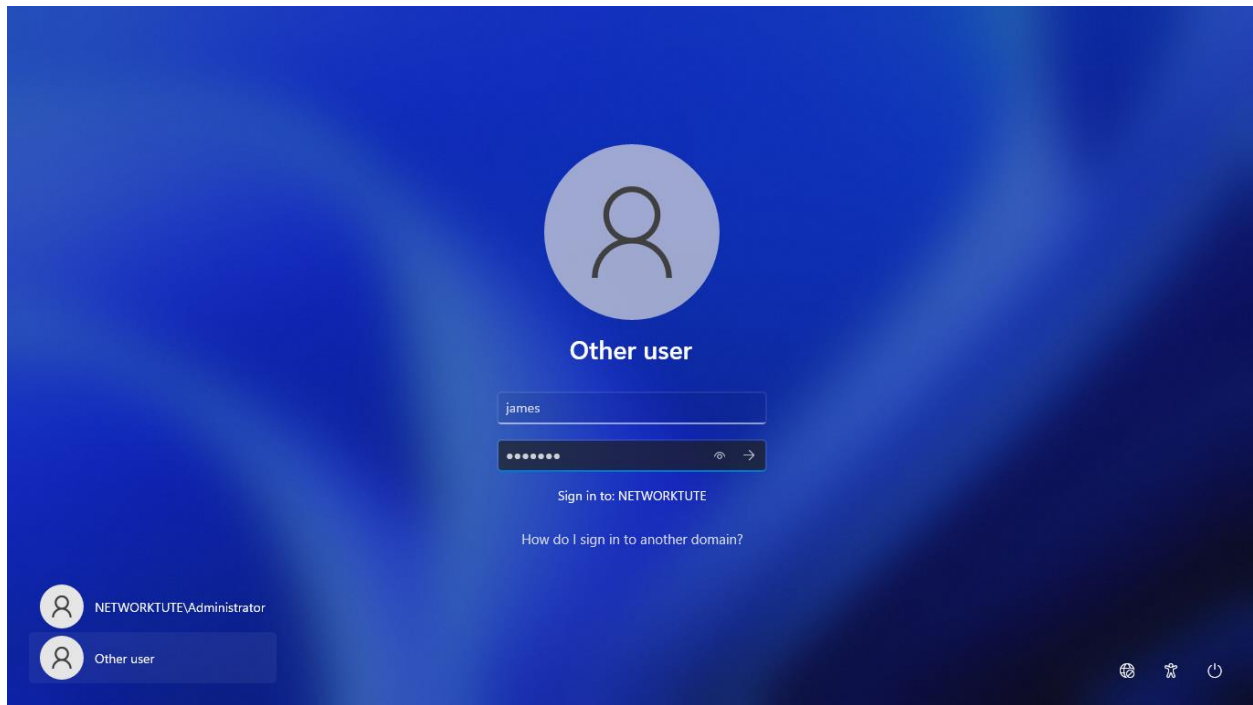 Other user
james
Sign in to: NETWORKTUTE
How do I sign in to another domain?
NETWORKTUTE\Administrator
Other user